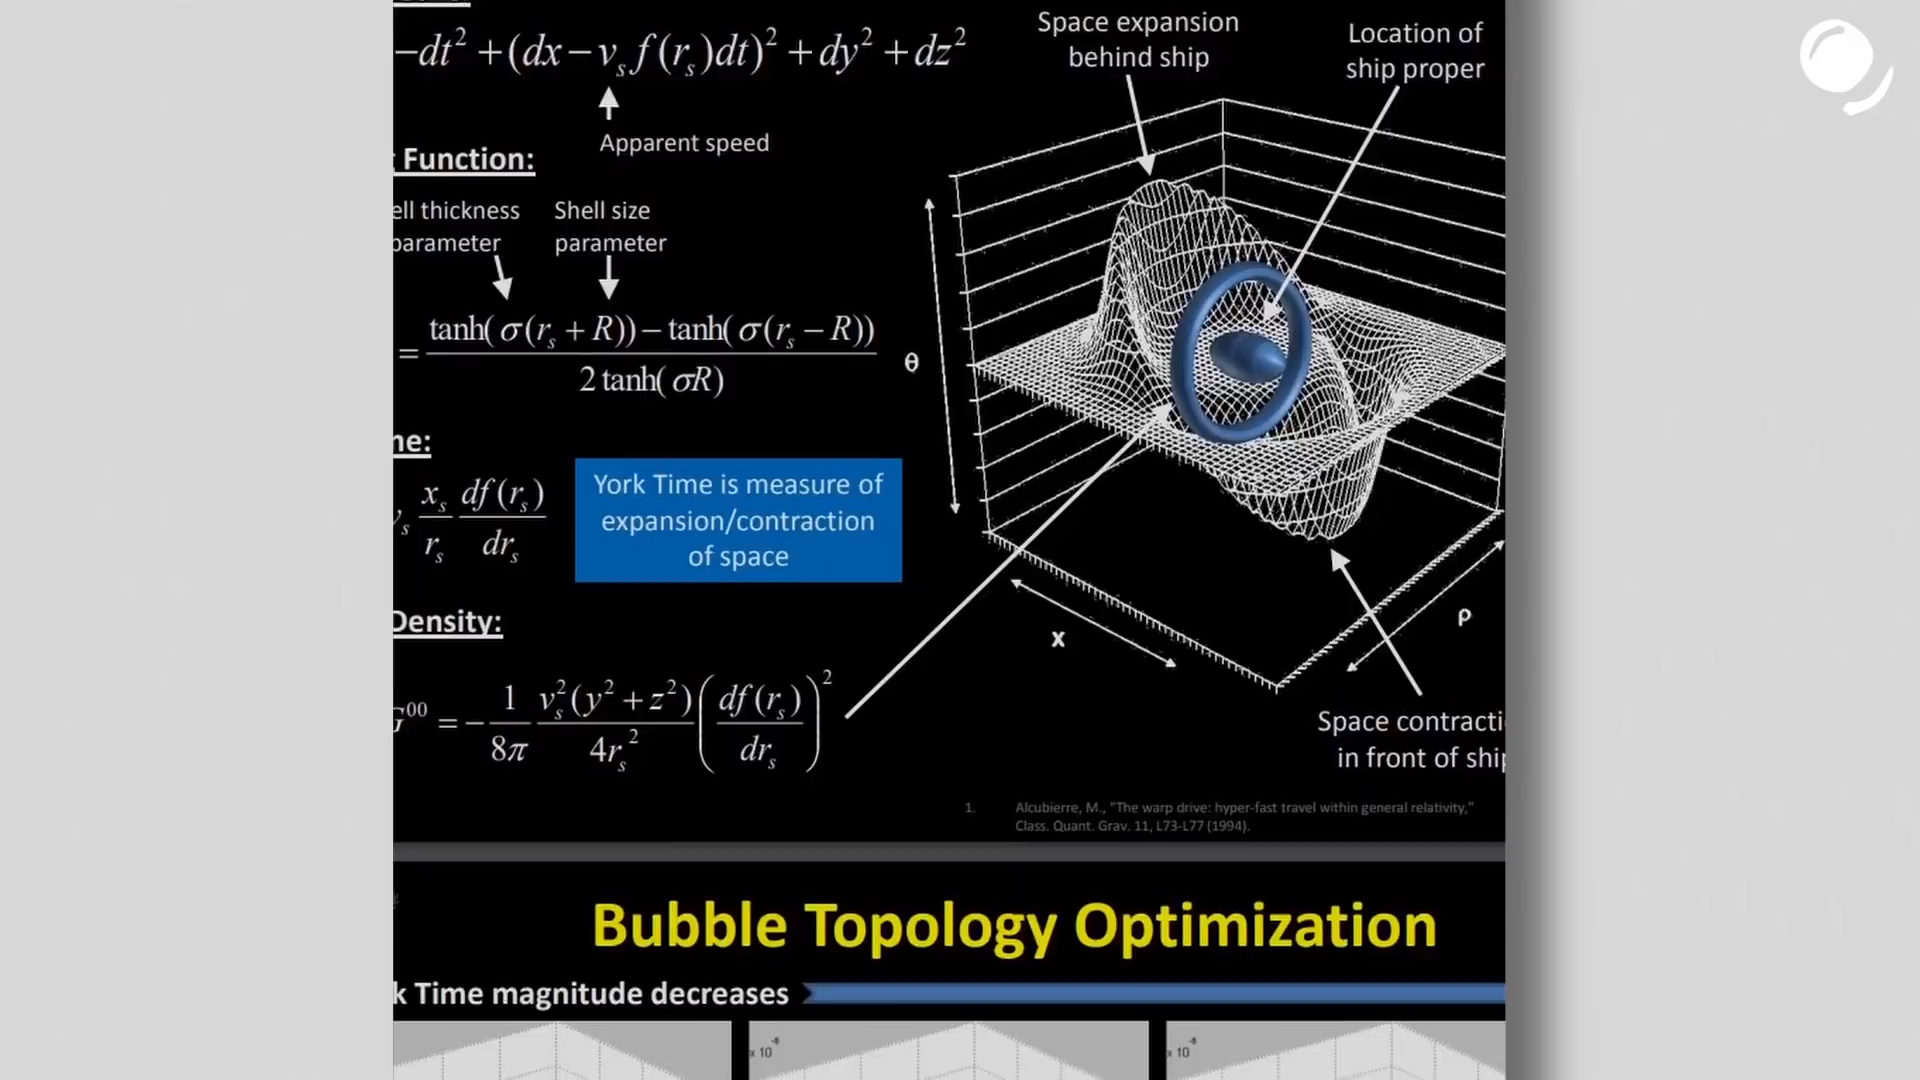 −dt² + (dx − vₛ f(rₛ)dt)² + dy² + dz²
Apparent speed
Function:
ell thickness
parameter
Shell size
parameter
= tanh( σ(rₛ + R)) − tanh( σ(rₛ − R))
2 tanh( σR)
me:
xₛ df(rₛ)
rₛ drₛ
York Time is measure of
expansion/contraction
of space
Density:
G⁰⁰ = − 1 vₛ²(y² + z²) ( df(rₛ) )²
8π 4rₛ² drₛ
Space expansion
behind ship
Location of
ship proper
θ
x
ρ
Space contracti
in front of ship
1. Alcubierre, M., "The warp drive: hyper-fast travel within general relativity,"
Class. Quant. Grav. 11, L73-L77 (1994).
Bubble Topology Optimization
k Time magnitude decreases